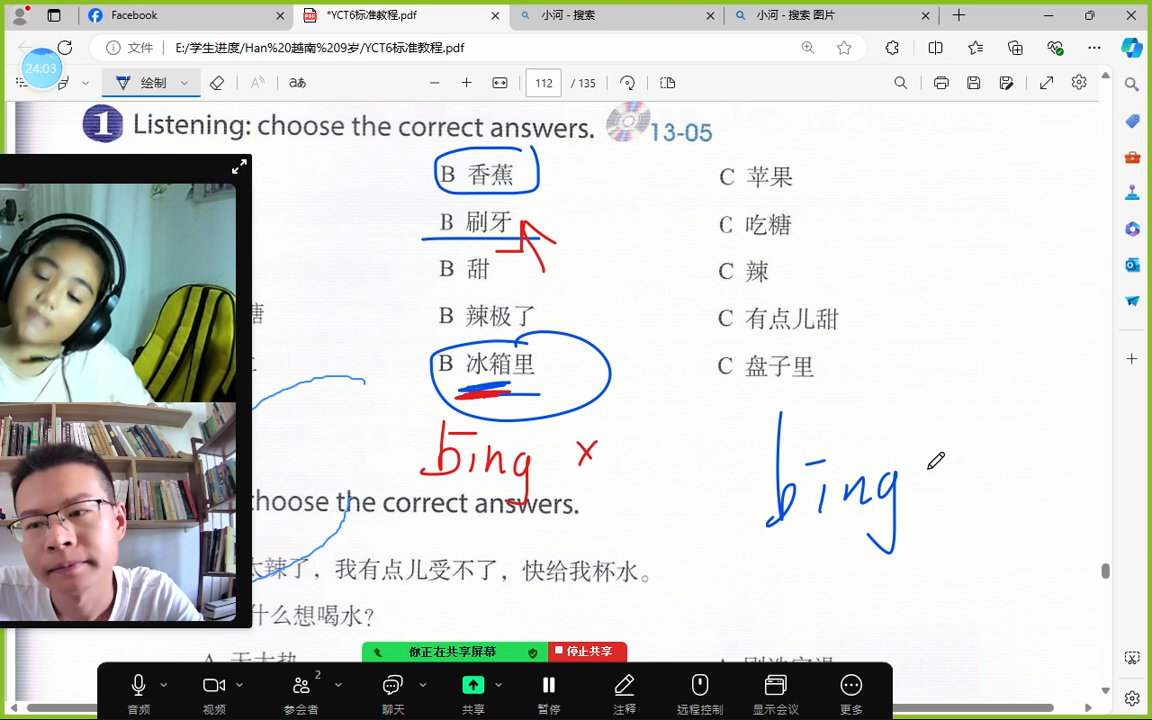 Facebook
*YCT6标准教程.pdf
小河 - 搜索
小河 - 搜索 图片
文件 E:/学生进度/Han%20越南%209岁/YCT6标准教程.pdf
24:03
绘制
aあ
112 / 135
1 Listening: choose the correct answers. 13-05
B 香蕉 C 苹果
B 刷牙 C 吃糖
B 甜 C 辣
糖 B 辣极了 C 有点儿甜
B 冰箱里 C 盘子里
bīng × bīng
choose the correct answers.
太辣了，我有点儿受不了，快给我杯水。
什么想喝水？
你正在共享屏幕 停止共享
音频 视频 参会者 2 聊天 共享 暂停 注释 远程控制 显示会议 更多